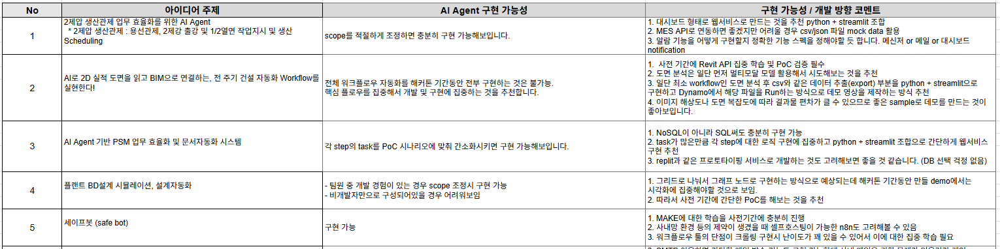 No
아이디어 주제
AI Agent 구현 가능성
구현 가능성 / 개발 방향 코멘트
1
2제압 생산관제 업무 효율화를 위한 AI Agent
* 2제압 생산관제 : 용선관제, 2제강 출강 및 1/2열연 작업지시 및 생산
Scheduling
scope를 적절하게 조정하면 충분히 구현 가능해보입니다.
1. 대시보드 형태로 웹서비스로 만드는 것을 추천 python + streamlit 조합
2. MES API로 연동하면 좋겠지만 어려울 경우 csv/json 파일 mock data 활용
3. 알람 기능을 어떻게 구현할지 정확한 기능 스펙을 정해야할 듯 합니다. 메신저 or 메일 or 대시보드
notification
2
AI로 2D 실적 도면을 읽고 BIM으로 연결하는, 전 주기 건설 자동화 Workflow를
실현한다!
전체 워크플로우 자동화를 해커톤 기간동안 전부 구현하는 것은 불가능.
핵심 플로우를 집중해서 개발 및 구현에 집중하는 것을 추천합니다.
1. 사전 기간에 Revit API 집중 학습 및 PoC 검증 필수
2. 도면 분석은 일단 먼저 멀티모달 모델 활용해서 시도해보는 것을 추천
3. 일단 최소 workflow인 도면 분석 후 csv와 같은 데이터 추출(export) 부분을 python + streamlit으로
구현하고 Dynamo에서 해당 파일을 Run하는 방식으로 데모 영상을 제작하는 방식 추천
4. 이미지 해상도나 도면 복잡도에 따라 결과물 편차가 클 수 있으므로 좋은 sample로 데모를 만드는 것이
좋아보입니다.
3
AI Agent 기반 PSM 업무 효율화 및 문서자동화 시스템
각 step의 task를 PoC 시나리오에 맞춰 간소화시키면 구현 가능해보입니다.
1. NoSQL이 아니라 SQL써도 충분히 구현 가능
2. task가 많은만큼 각 step에 대한 로직 구현에 집중하고 python + streamlit 조합으로 간단하게 웹서비스
구현 추천
3. replit과 같은 프로토타이핑 서비스로 개발하는 것도 고려해보면 좋을 것 같습니다. (DB 선택 걱정 없음)
4
플랜트 BD설계 시뮬레이션, 설계자동화
- 팀원 중 개발 경험이 있는 경우 scope 조정시 구현 가능
- 비개발자만으로 구성되어있을 경우 어려워보임
1. 그리드로 나눠서 그래프 노드로 구현하는 방식으로 예상되는데 해커톤 기간동안 만들 demo에서는
시각화에 집중해야할 것으로 보임.
2. 따라서 사전 기간에 간단한 PoC를 해보는 것을 추천
5
세이프봇 (safe bot)
구현 가능
1. MAKE에 대한 학습을 사전기간에 충분히 진행
2. 사내망 환경 등의 제약이 생겼을 때 셀프호스팅이 가능한 n8n도 고려해볼 수 있음
3. 워크플로우 툴의 단점이 크롤링 구현시 난이도가 꽤 있을 수 있어서 이에 대한 집중 학습 필요